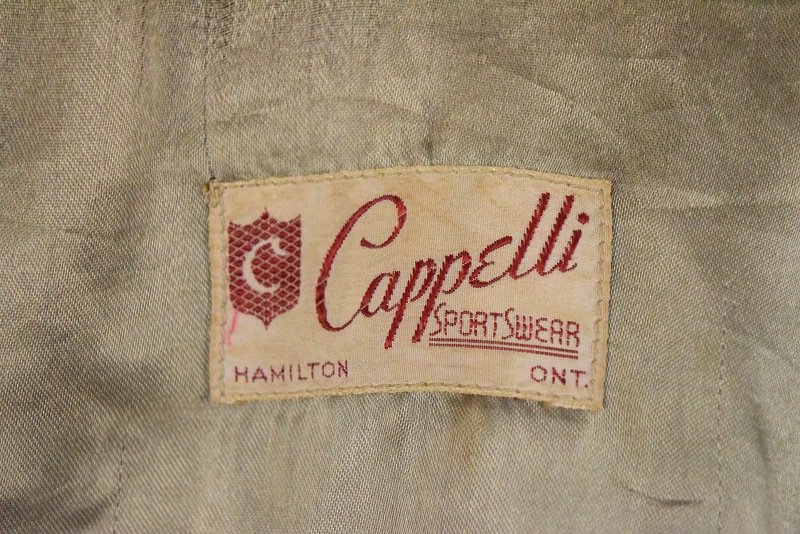 C
Cappelli
SPORTSWEAR
HAMILTON ONT.